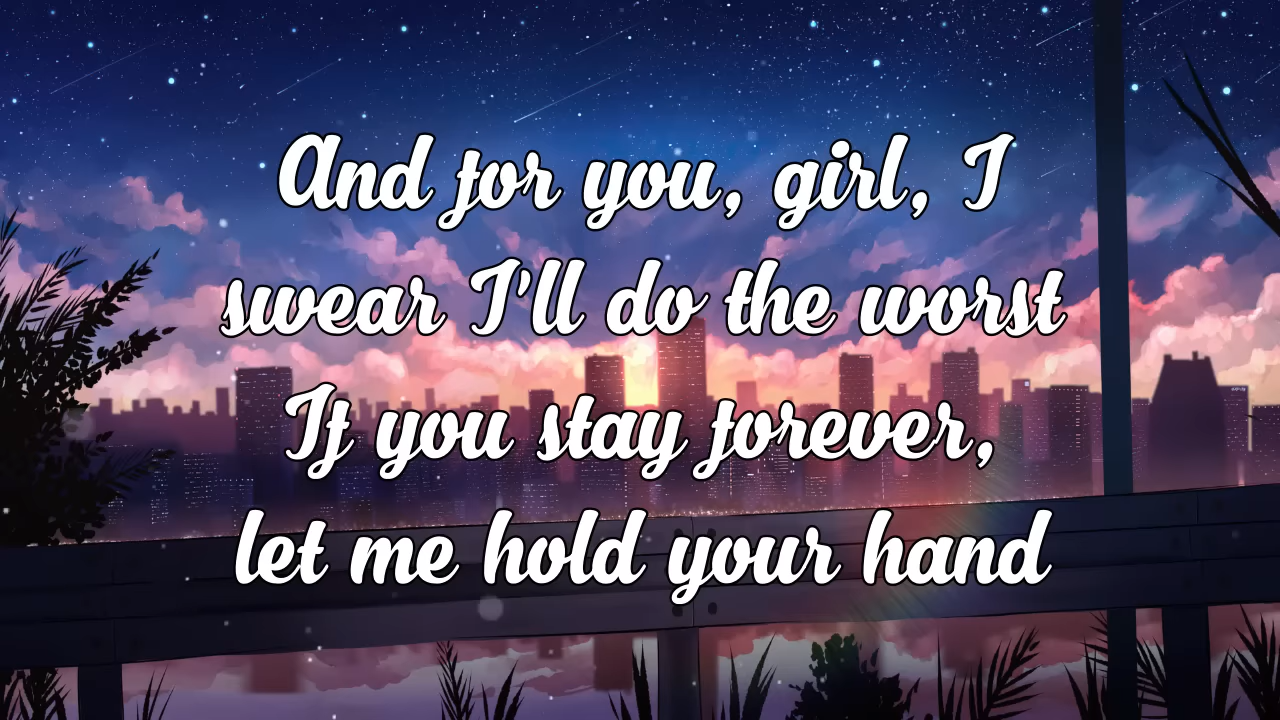 And for you, girl, I
swear I'll do the worst
If you stay forever,
let me hold your hand